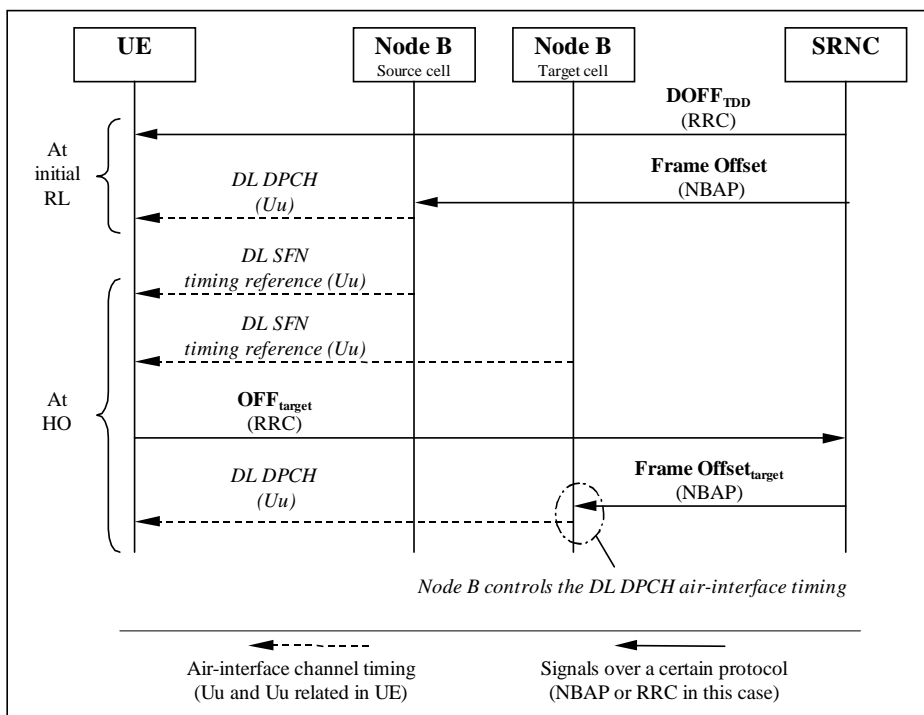 UE
Node B
Source cell
Node B
Target cell
SRNC
DOFFTDD
(RRC)
At
initial
RL
Frame Offset
(NBAP)
DL DPCH
(Uu)
DL SFN
timing reference (Uu)
DL SFN
timing reference (Uu)
At
HO
OFFtarget
(RRC)
Frame Offsettarget
(NBAP)
DL DPCH
(Uu)
Node B controls the DL DPCH air-interface timing
Air-interface channel timing
(Uu and Uu related in UE)
Signals over a certain protocol
(NBAP or RRC in this case)